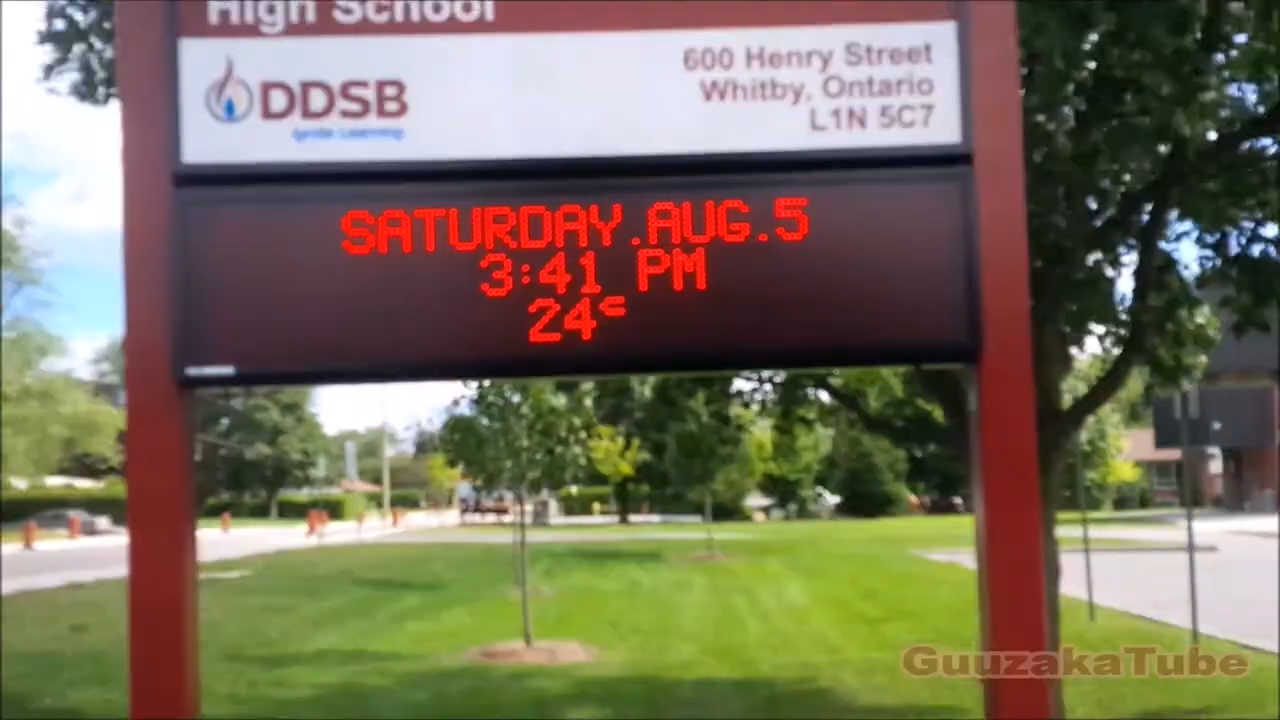 High School
DDSB
Ignite Learning
600 Henry Street
Whitby, Ontario
L1N 5C7
SATURDAY.AUG.5
3:41 PM
24°C
GuuzakaTube